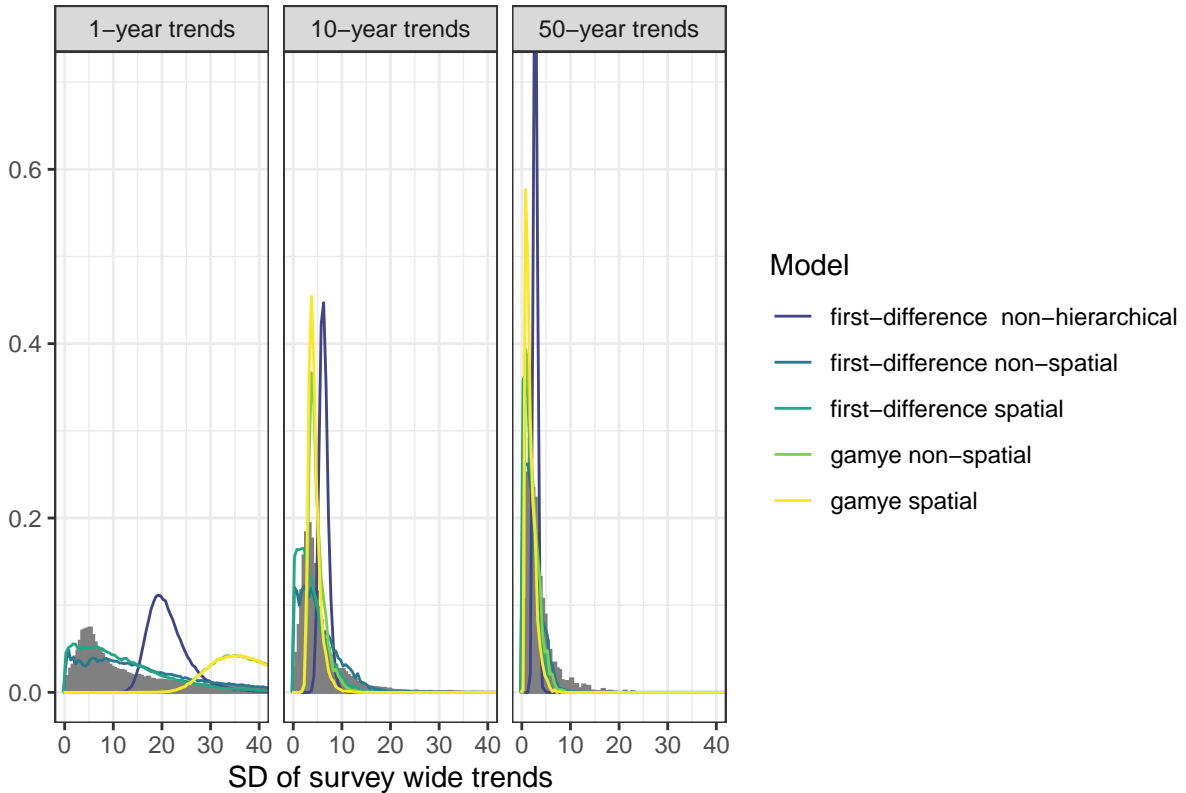 1−year trends
10−year trends
50−year trends
0.6
0.4
0.2
0.0
0 10 20 30 40
0 10 20 30 40
0 10 20 30 40
SD of survey wide trends
Model
first−difference  non−hierarchical
first−difference non−spatial
first−difference spatial
gamye non−spatial
gamye spatial